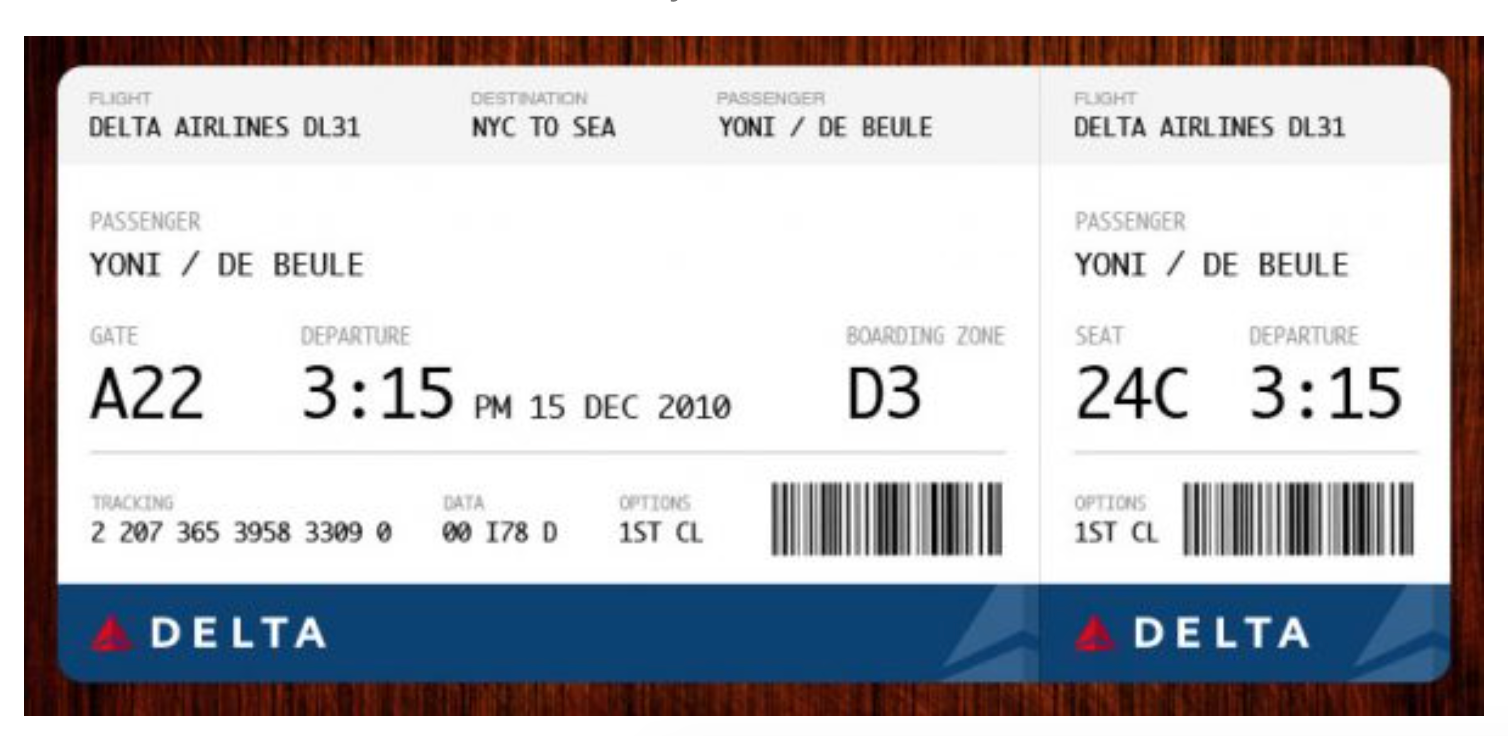 FLIGHT DESTINATION PASSENGER
DELTA AIRLINES DL31 NYC TO SEA YONI / DE BEULE
PASSENGER
YONI / DE BEULE
GATE DEPARTURE BOARDING ZONE
A22 3:15 PM 15 DEC 2010 D3
TRACKING DATA OPTIONS
2 207 365 3958 3309 0 00 I78 D 1ST CL
DELTA
FLIGHT
DELTA AIRLINES DL31
PASSENGER
YONI / DE BEULE
SEAT DEPARTURE
24C 3:15
OPTIONS
1ST CL
DELTA